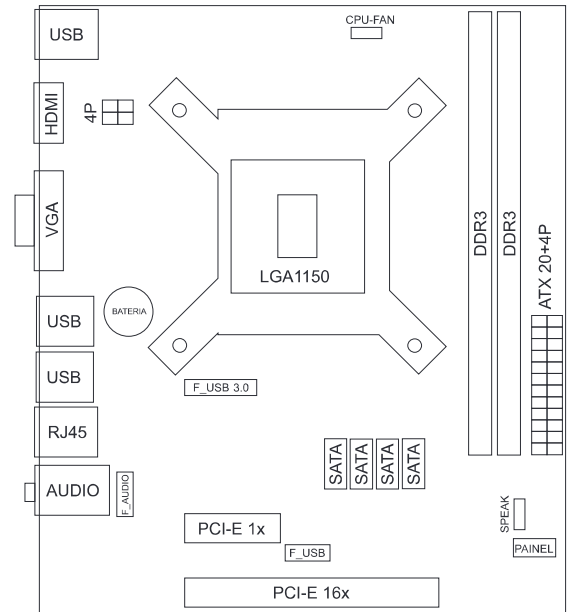 USB
CPU-FAN
HDMI
4P
VGA
DDR3
DDR3
LGA1150
ATX 20+4P
BATERIA
USB
USB
F_USB 3.0
RJ45
SATA
SATA
SATA
SATA
AUDIO
F_AUDIO
SPEAK
PCI-E 1x
F_USB
PAINEL
PCI-E 16x